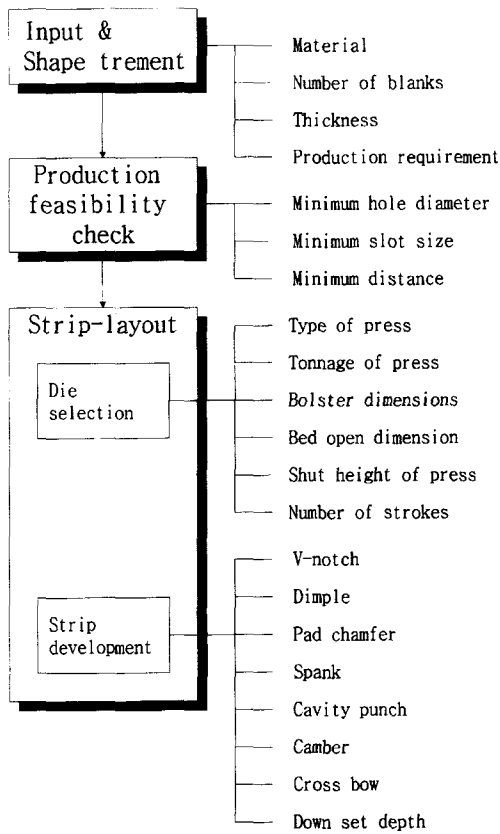 Input &
Shape trement
Material
Number of blanks
Thickness
Production requirement
Production
feasibility
check
Minimum hole diameter
Minimum slot size
Minimum distance
Strip-layout
Die
selection
Type of press
Tonnage of press
Bolster dimensions
Bed open dimension
Shut height of press
Number of strokes
Strip
development
V-notch
Dimple
Pad chamfer
Spank
Cavity punch
Camber
Cross bow
Down set depth